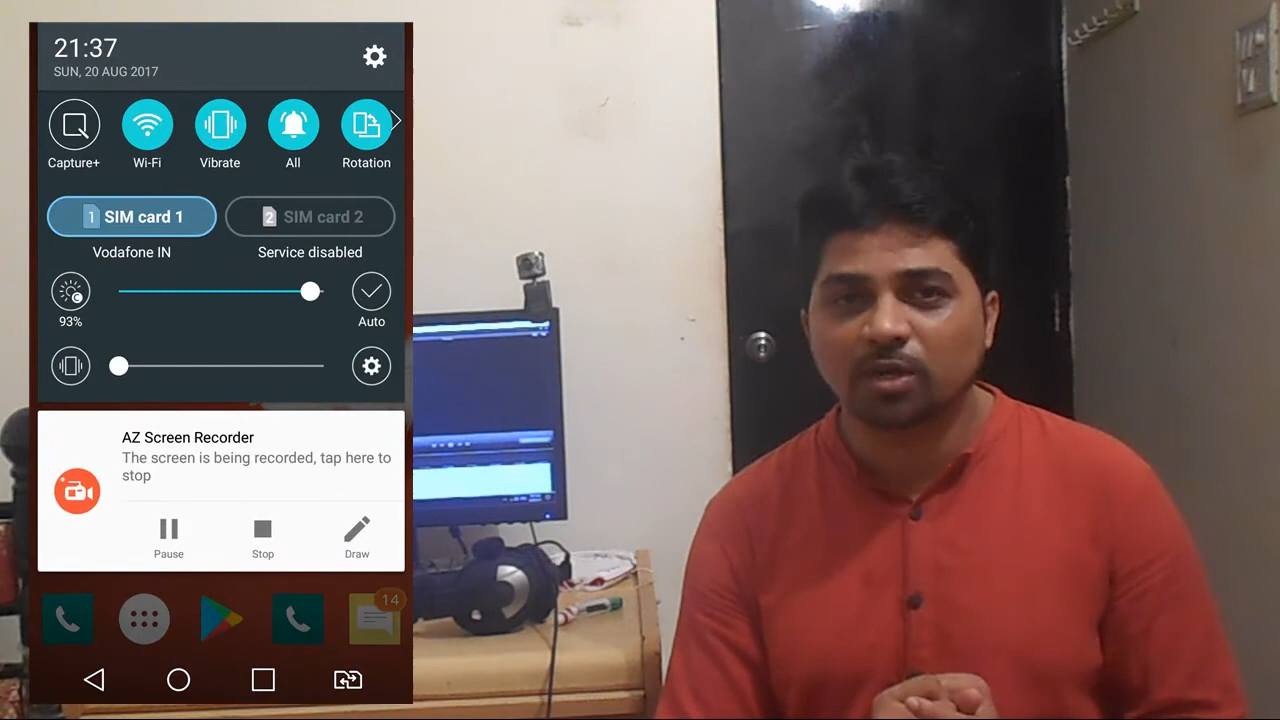 21:37
SUN, 20 AUG 2017
Capture+ Wi-Fi Vibrate All Rotation
1 SIM card 1 2 SIM card 2
Vodafone IN Service disabled
93% Auto
AZ Screen Recorder
The screen is being recorded, tap here to
stop
Pause Stop Draw
14